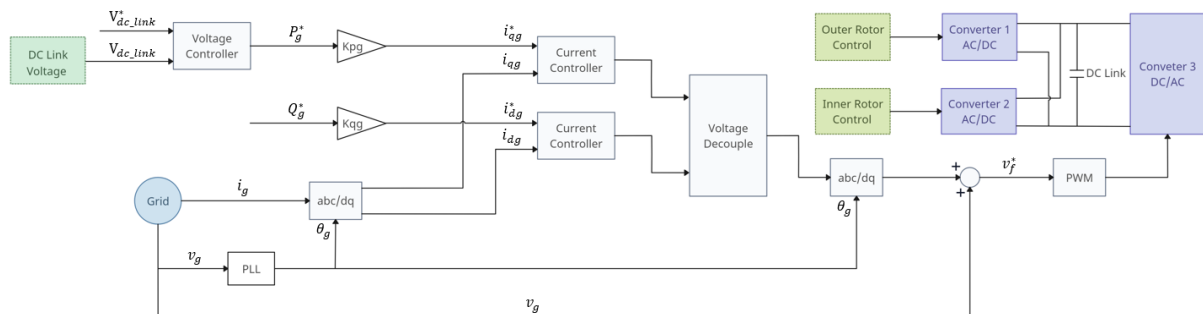 V*dc_link
Vdc_link
DC Link
Voltage
Voltage
Controller
P*g
Kpg
i*qg
iqg
Current
Controller
Q*g
Kqg
i*dg
idg
Current
Controller
Voltage
Decouple
Outer Rotor
Control
Converter 1
AC/DC
Inner Rotor
Control
Converter 2
AC/DC
DC Link
Conveter 3
DC/AC
Grid
ig
abc/dq
θg
vg
PLL
abc/dq
θg
+
+
v*f
PWM
vg